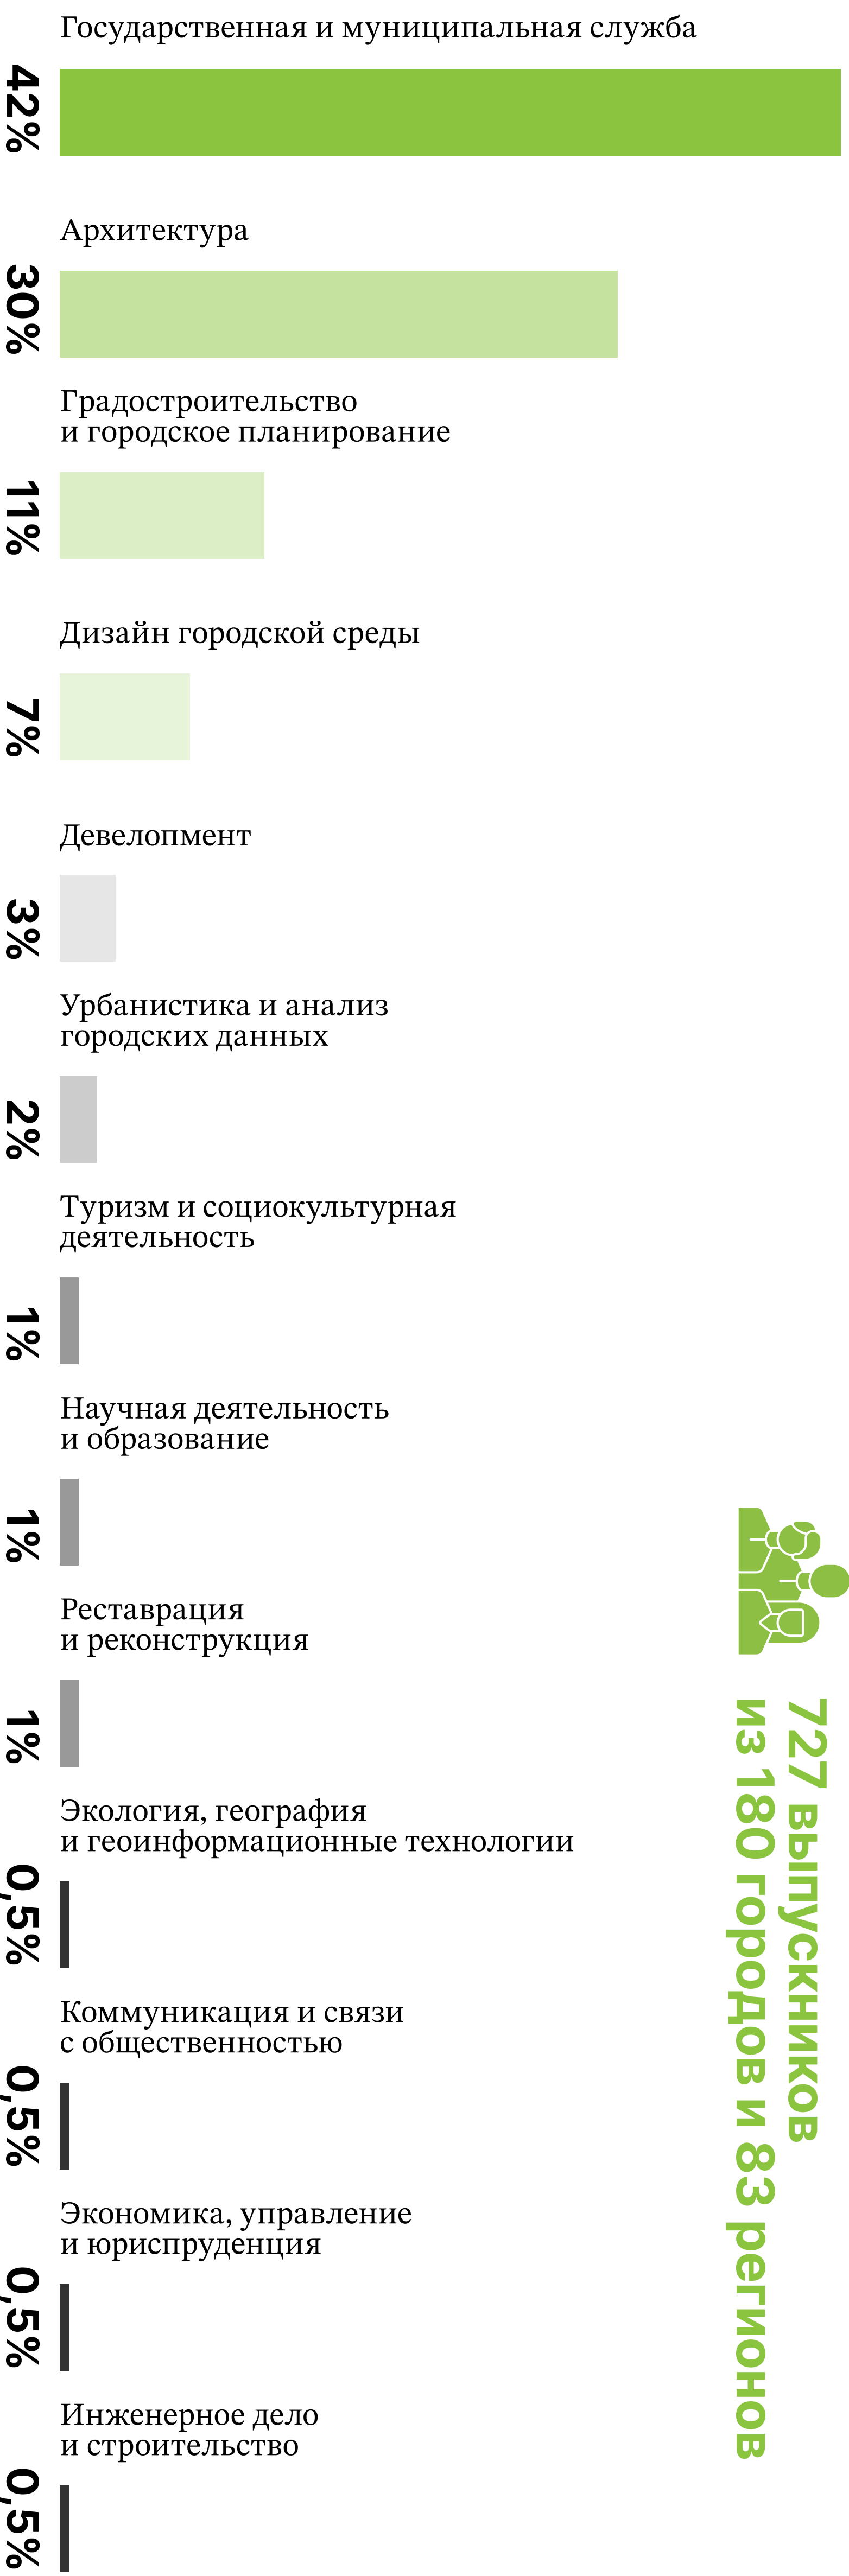 Государственная и муниципальная служба
42%
Архитектура
30%
Градостроительство
и городское планирование
11%
Дизайн городской среды
7%
Девелопмент
3%
Урбанистика и анализ
городских данных
2%
Туризм и социокультурная
деятельность
1%
Научная деятельность
и образование
1%
Реставрация
и реконструкция
1%
Экология, география
и геоинформационные технологии
0,5%
Коммуникация и связи
с общественностью
0,5%
Экономика, управление
и юриспруденция
0,5%
Инженерное дело
и строительство
0,5%
727 выпускников
из 180 городов и 83 регионов